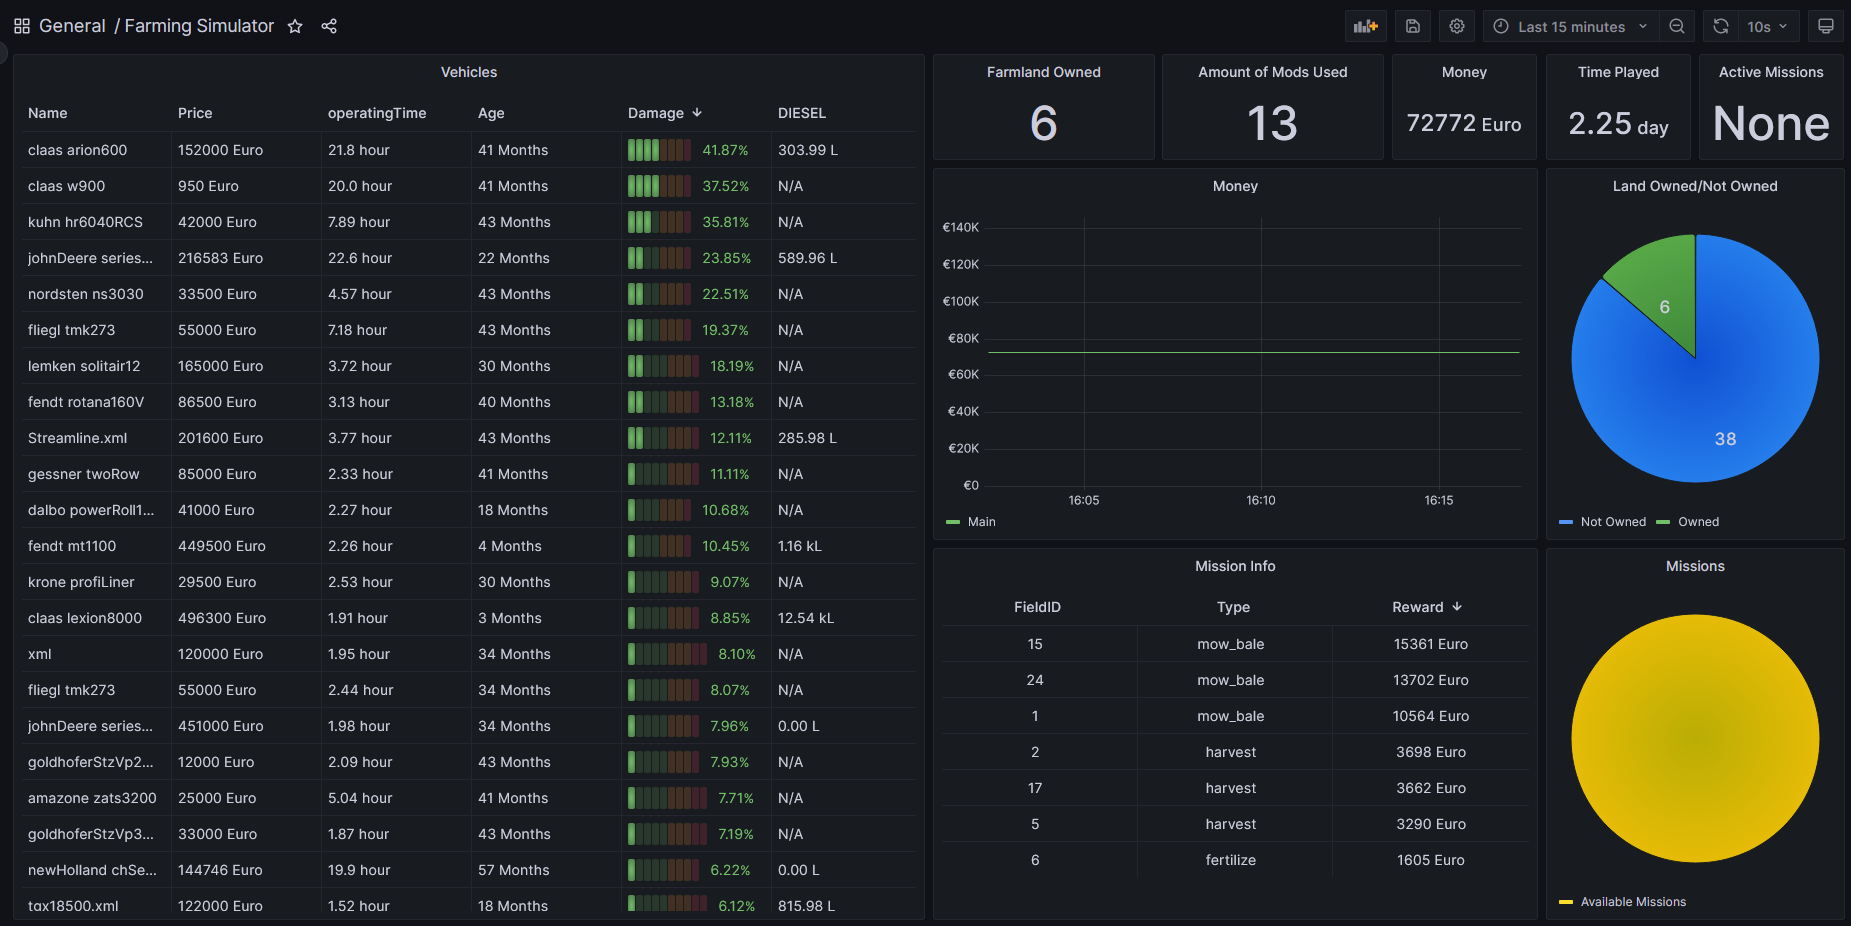 General / Farming Simulator
Last 15 minutes
10s
Vehicles
Name Price operatingTime Age Damage DIESEL
claas arion600 152000 Euro 21.8 hour 41 Months 41.87% 303.99 L
claas w900 950 Euro 20.0 hour 41 Months 37.52% N/A
kuhn hr6040RCS 42000 Euro 7.89 hour 43 Months 35.81% N/A
johnDeere series... 216583 Euro 22.6 hour 22 Months 23.85% 589.96 L
nordsten ns3030 33500 Euro 4.57 hour 43 Months 22.51% N/A
fliegl tmk273 55000 Euro 7.18 hour 43 Months 19.37% N/A
lemken solitair12 165000 Euro 3.72 hour 30 Months 18.19% N/A
fendt rotana160V 86500 Euro 3.13 hour 40 Months 13.18% N/A
Streamline.xml 201600 Euro 3.77 hour 43 Months 12.11% 285.98 L
gessner twoRow 85000 Euro 2.33 hour 41 Months 11.11% N/A
dalbo powerRoll1... 41000 Euro 2.27 hour 18 Months 10.68% N/A
fendt mt1100 449500 Euro 2.26 hour 4 Months 10.45% 1.16 kL
krone profiLiner 29500 Euro 2.53 hour 30 Months 9.07% N/A
claas lexion8000 496300 Euro 1.91 hour 3 Months 8.85% 12.54 kL
xml 120000 Euro 1.95 hour 34 Months 8.10% N/A
fliegl tmk273 55000 Euro 2.44 hour 34 Months 8.07% N/A
johnDeere series... 451000 Euro 1.98 hour 34 Months 7.96% 0.00 L
goldhoferStzVp2... 12000 Euro 2.09 hour 43 Months 7.93% N/A
amazone zats3200 25000 Euro 5.04 hour 41 Months 7.71% N/A
goldhoferStzVp3... 33000 Euro 1.87 hour 43 Months 7.19% N/A
newHolland chSe... 144746 Euro 19.9 hour 57 Months 6.22% 0.00 L
tgx18500.xml 122000 Euro 1.52 hour 18 Months 6.12% 815.98 L
Farmland Owned
6
Amount of Mods Used
13
Money
72772 Euro
Time Played
2.25 day
Active Missions
None
Money
€140K
€120K
€100K
€80K
€60K
€40K
€20K
€0
16:05 16:10 16:15
Main
Land Owned/Not Owned
6
38
Not Owned Owned
Mission Info
FieldID Type Reward
15 mow_bale 15361 Euro
24 mow_bale 13702 Euro
1 mow_bale 10564 Euro
2 harvest 3698 Euro
17 harvest 3662 Euro
5 harvest 3290 Euro
6 fertilize 1605 Euro
Missions
Available Missions